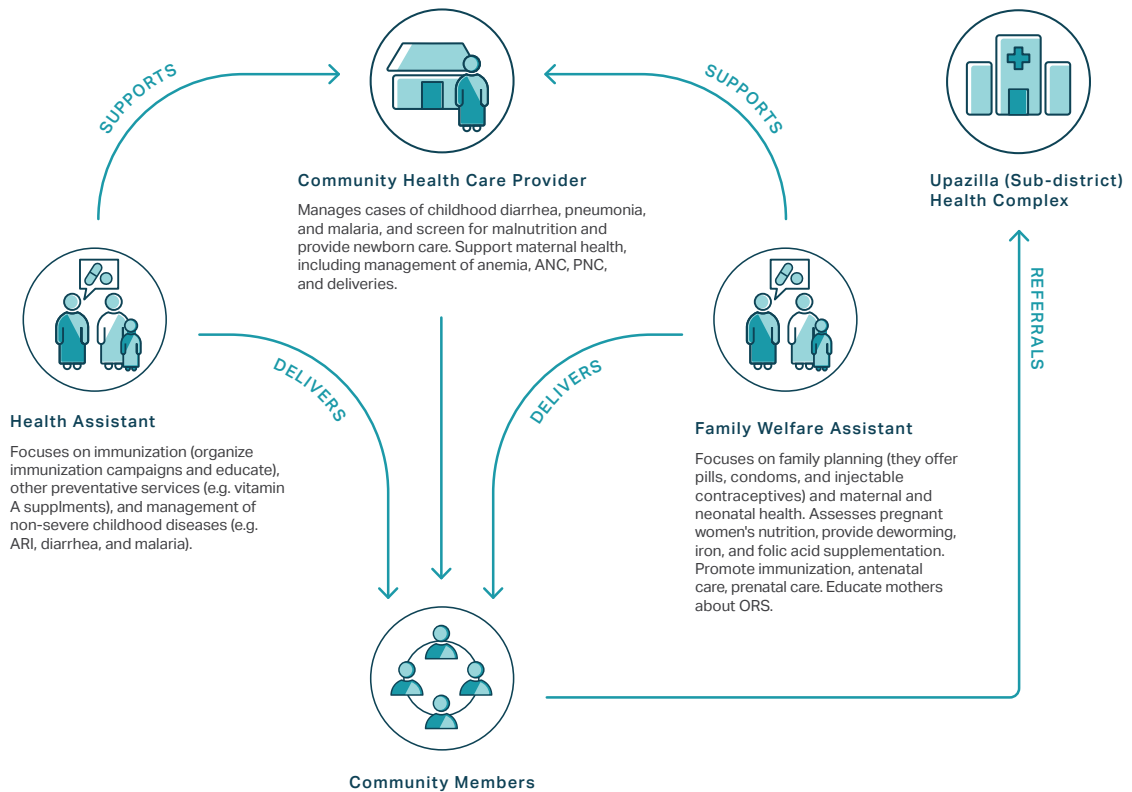 SUPPORTS
SUPPORTS
Community Health Care Provider
Manages cases of childhood diarrhea, pneumonia,
and malaria, and screen for malnutrition and
provide newborn care. Support maternal health,
including management of anemia, ANC, PNC,
and deliveries.
Upazilla (Sub-district)
Health Complex
REFERRALS
DELIVERS
DELIVERS
Health Assistant
Focuses on immunization (organize
immunization campaigns and educate),
other preventative services (e.g. vitamin
A supplments), and management of
non-severe childhood diseases (e.g.
ARI, diarrhea, and malaria).
Family Welfare Assistant
Focuses on family planning (they offer
pills, condoms, and injectable
contraceptives) and maternal and
neonatal health. Assesses pregnant
women's nutrition, provide deworming,
iron, and folic acid supplementation.
Promote immunization, antenatal
care, prenatal care. Educate mothers
about ORS.
Community Members